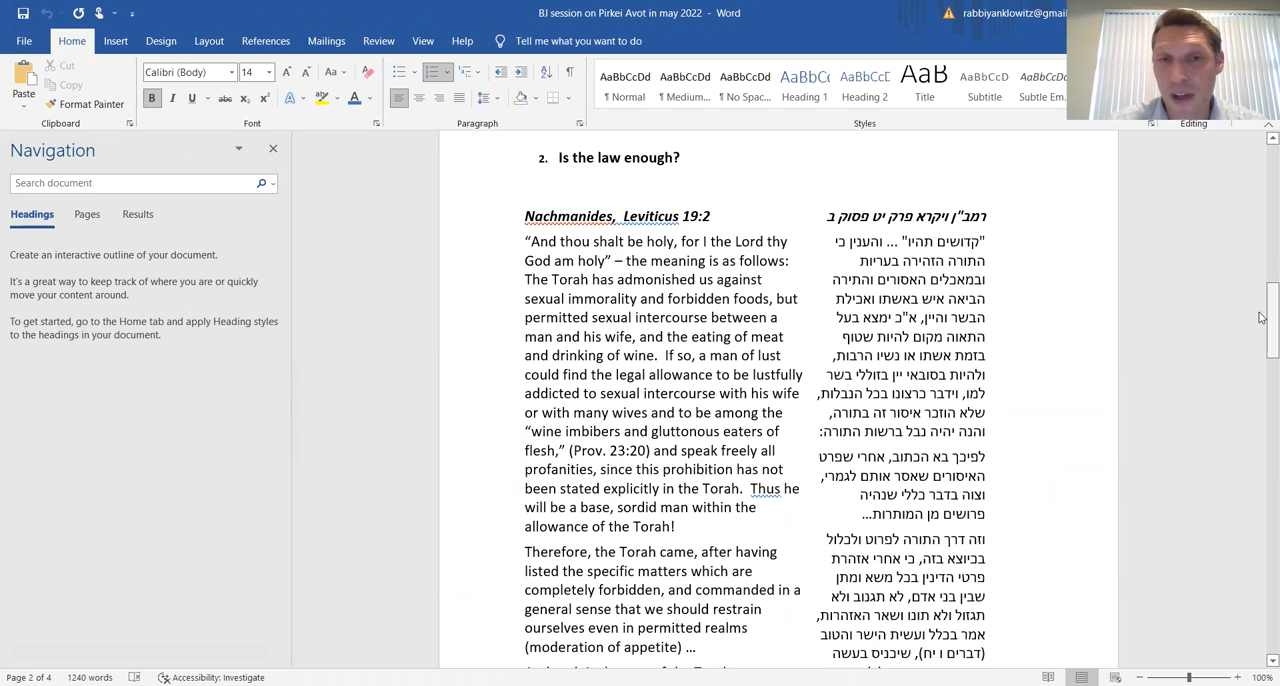 BJ session on Pirkei Avot in may 2022 - Word
rabbiyanklowitz@gmail
File Home Insert Design Layout References Mailings Review View Help Tell me what you want to do
Paste
Cut
Copy
Format Painter
Clipboard
Calibri (Body) 14
Font
Paragraph
AaBbCcDd AaBbCcDd AaBbCcDd AaBbCc AaBbCcD AaB AaBbCcD AaBbCcDd
¶ Normal ¶ Medium... ¶ No Spac... Heading 1 Heading 2 Title Subtitle Subtle Em...
Styles
Editing
Navigation
Search document
Headings Pages Results
Create an interactive outline of your document.
It's a great way to keep track of where you are or quickly
move your content around.
To get started, go to the Home tab and apply Heading styles
to the headings in your document.
2. Is the law enough?
Nachmanides, Leviticus 19:2
“And thou shalt be holy, for I the Lord thy
God am holy” – the meaning is as follows:
The Torah has admonished us against
sexual immorality and forbidden foods, but
permitted sexual intercourse between a
man and his wife, and the eating of meat
and drinking of wine. If so, a man of lust
could find the legal allowance to be lustfully
addicted to sexual intercourse with his wife
or with many wives and to be among the
“wine imbibers and gluttonous eaters of
flesh,” (Prov. 23:20) and speak freely all
profanities, since this prohibition has not
been stated explicitly in the Torah. Thus he
will be a base, sordid man within the
allowance of the Torah!
Therefore, the Torah came, after having
listed the specific matters which are
completely forbidden, and commanded in a
general sense that we should restrain
ourselves even in permitted realms
(moderation of appetite) ...
רמב"ן ויקרא פרק יט פסוק ב
"קדושים תהיו" ... והענין כי
התורה הזהירה בעריות
ובמאכלים האסורים והתירה
הביאה איש באשתו ואכילת
הבשר והיין, א"כ ימצא בעל
התאוה מקום להיות שטוף
בזמת אשתו או נשיו הרבות,
ולהיות בסובאי יין בזוללי בשר
למו, וידבר כרצונו בכל הנבלות,
שלא הוזכר איסור זה בתורה,
והנה יהיה נבל ברשות התורה:
לפיכך בא הכתוב, אחרי שפרט
האיסורים שאסר אותם לגמרי,
וצוה בדבר כללי שנהיה
פרושים מן המותרות...
וזה דרך התורה לפרוט ולכלול
בכיוצא בזה, כי אחרי אזהרת
פרטי הדינין בכל משא ומתן
שבין בני אדם, לא תגנוב ולא
תגזול ולא תונו ושאר האזהרות,
אמר בכלל ועשית הישר והטוב
(דברים ו יח), שיכניס בעשה
Page 2 of 4 1240 words Accessibility: Investigate
100%